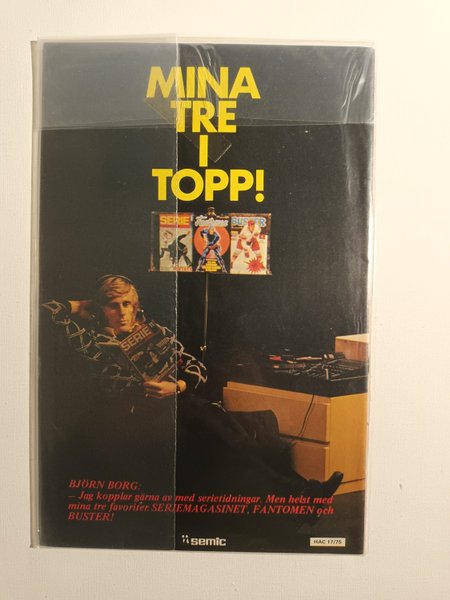 MINA
TRE
I
TOPP!
SERIE
Fantomen
BUSTER
SERIE
BJÖRN BORG:
– Jag kopplar gärna av med serietidningar. Men helst med
mina tre favoriter SERIEMAGASINET, FANTOMEN och
BUSTER!
semic
HAC 17/75